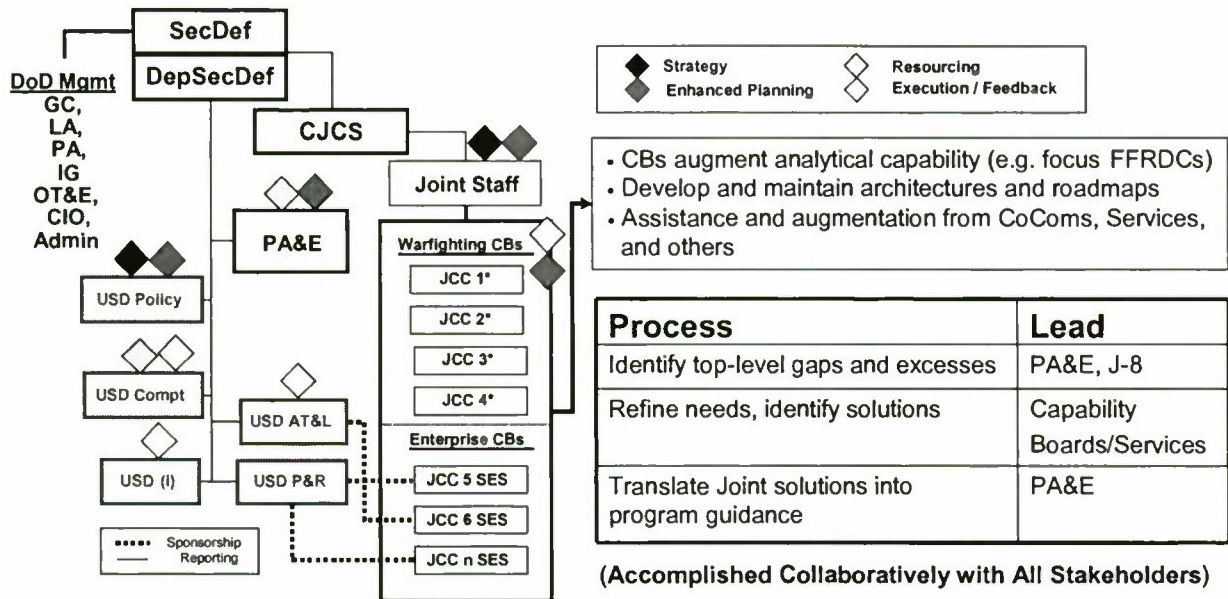 SecDef
DepSecDef
DoD Mgmt
GC,
LA,
PA,
IG
OT&E,
CIO,
Admin
CJCS
Joint Staff
PA&E
USD Policy
USD Compt
USD AT&L
USD (I)
USD P&R
Warfighting CBs
JCC 1*
JCC 2*
JCC 3*
JCC 4*
Enterprise CBs
JCC 5 SES
JCC 6 SES
JCC n SES
Sponsorship
Reporting
Strategy
Resourcing
Enhanced Planning
Execution / Feedback
• CBs augment analytical capability (e.g. focus FFRDCs)
• Develop and maintain architectures and roadmaps
• Assistance and augmentation from CoComs, Services,
and others
Process Lead
Identify top-level gaps and excesses PA&E, J-8
Refine needs, identify solutions Capability
Boards/Services
Translate Joint solutions into PA&E
program guidance
(Accomplished Collaboratively with All Stakeholders)